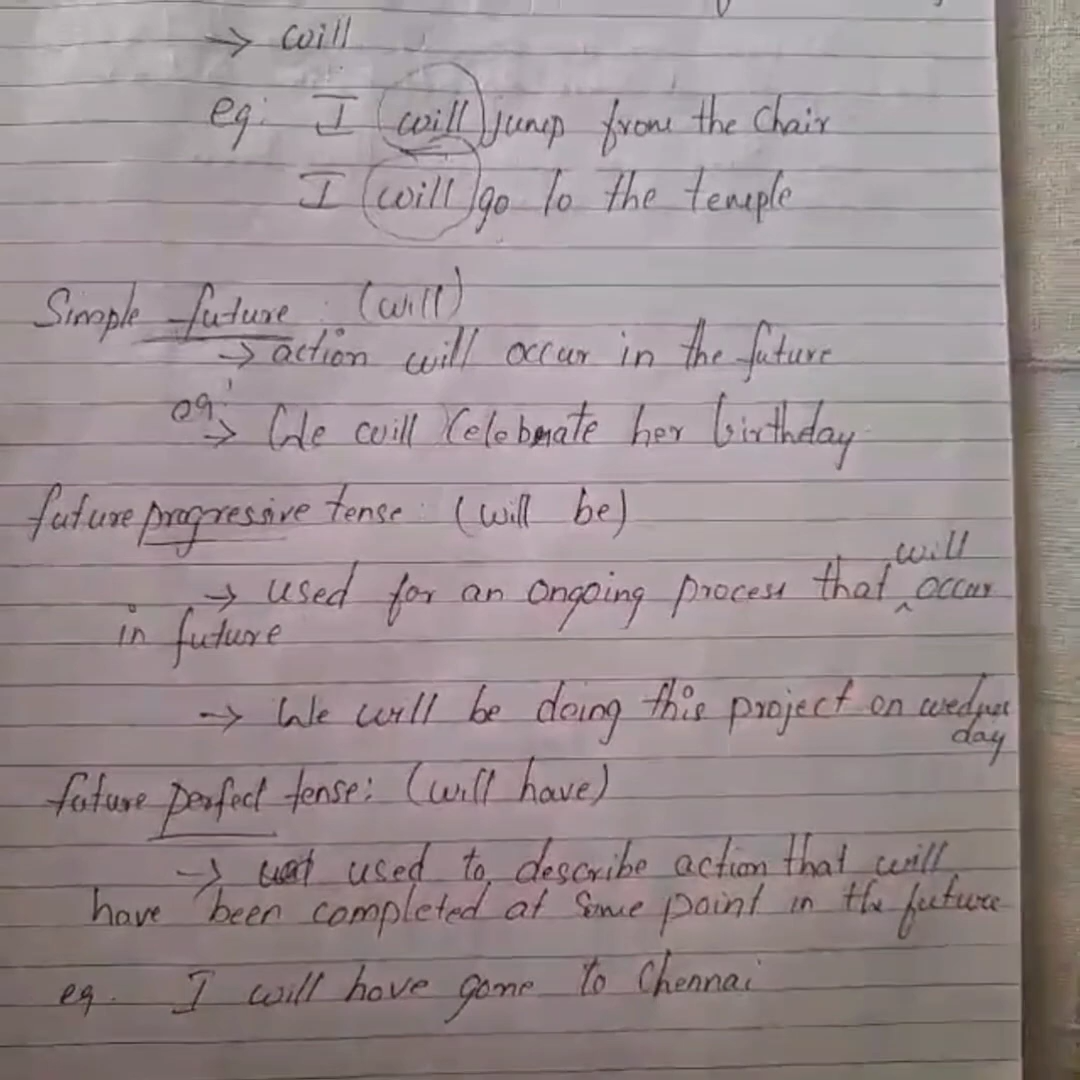 → will
eg: I will jump from the Chair
I will go to the temple
Simple future : (will)
→ action will occur in the future
eg:
→ We will Celebrate her birthday
future progressive tense : (will be)
→ used for an ongoing process that will occur
in future
→ We will be doing this project on wednes
day
future perfect tense: (will have)
→ used to describe action that will
have been completed at some point in the future
eg. I will have gone to Chennai